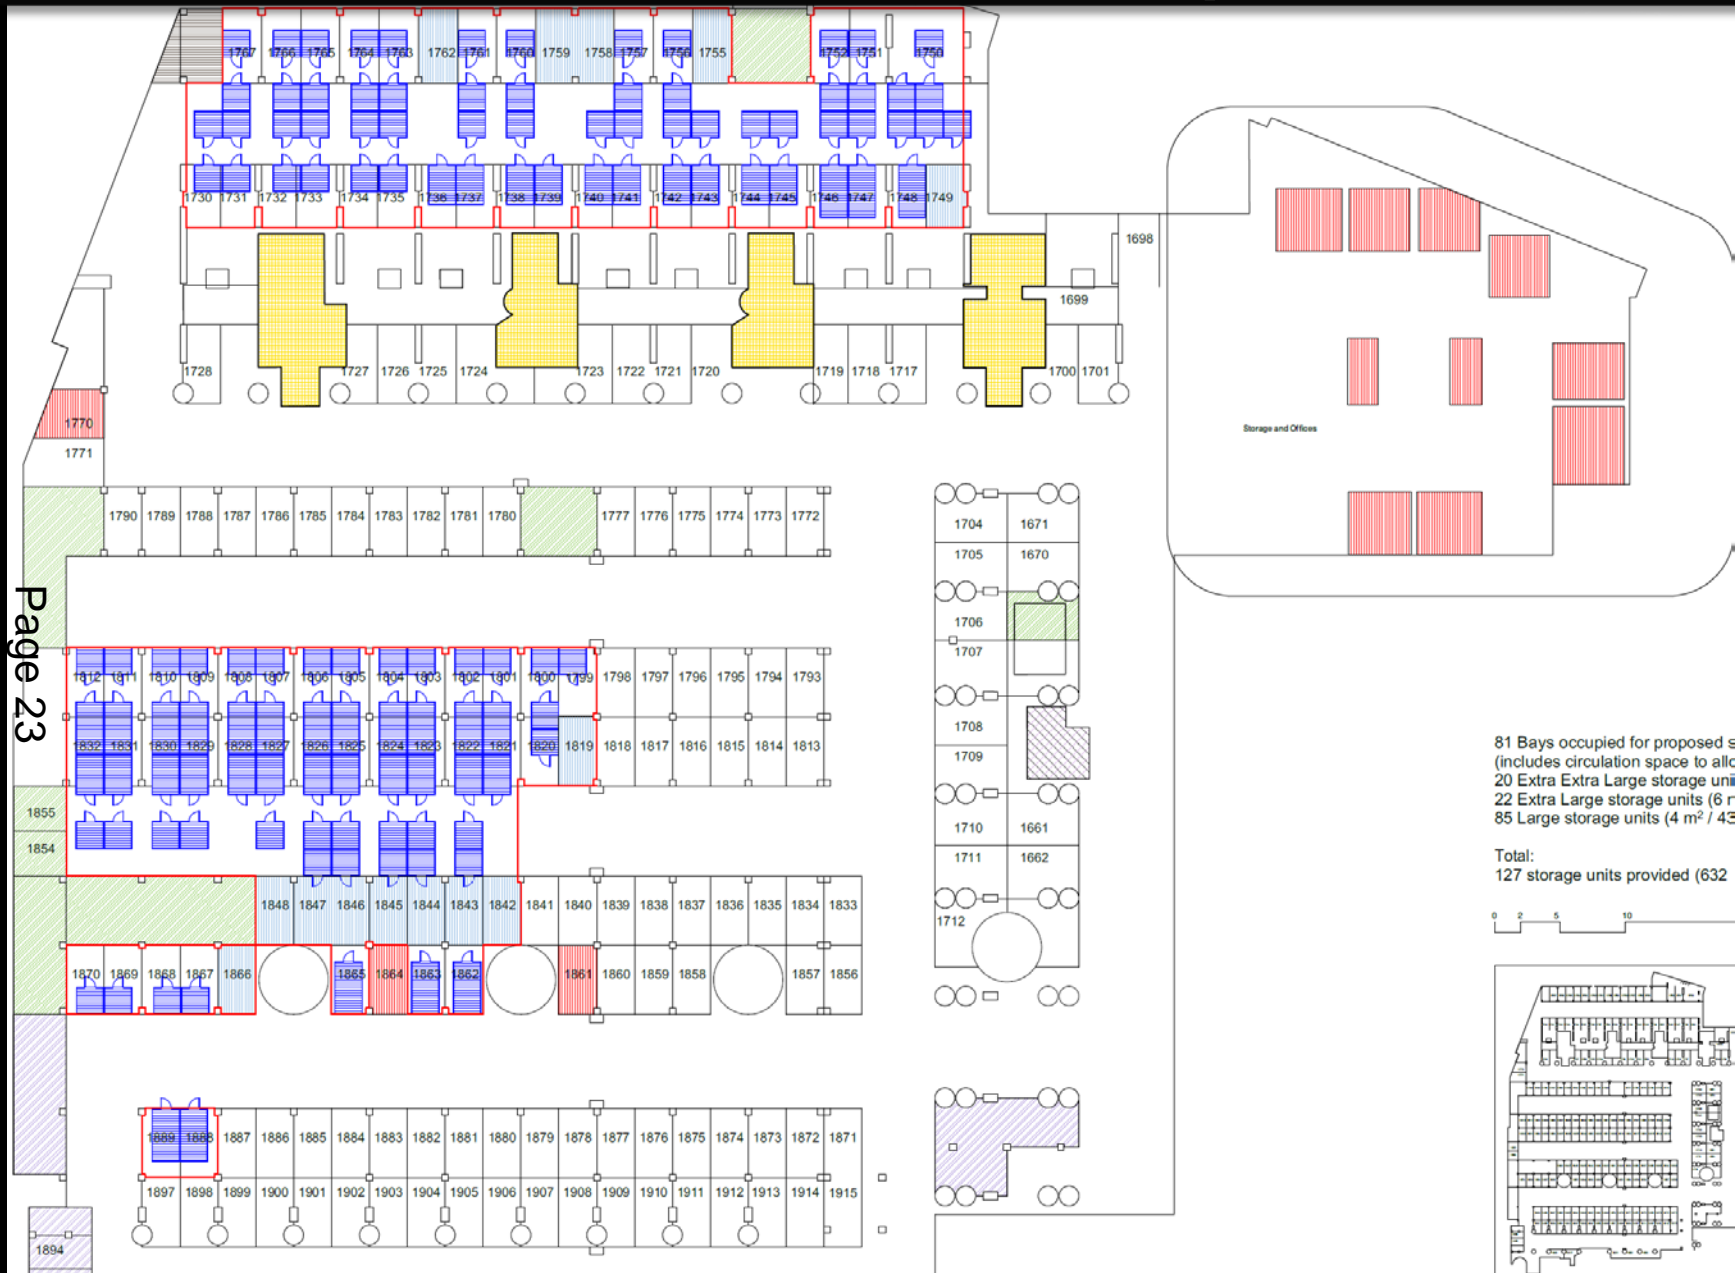 1767 1766 1765 1764 1763 1762 1761 1760 1759 1758 1757 1756 1755 1752 1751 1750
1730 1731 1732 1733 1734 1735 1736 1737 1738 1739 1740 1741 1742 1743 1744 1745 1746 1747 1748 1749
1698
1699
1728 1727 1726 1725 1724 1723 1722 1721 1720 1719 1718 1717 1700 1701
1770
1771
Storage and Offices
1790 1789 1788 1787 1786 1785 1784 1783 1782 1781 1780 1777 1776 1775 1774 1773 1772
1704 1671
1705 1670
1706
1707
Page 23
1812 1811 1810 1809 1808 1807 1806 1805 1804 1803 1802 1801 1800 1799 1798 1797 1796 1795 1794 1793
1832 1831 1830 1829 1828 1827 1826 1825 1824 1823 1822 1821 1820 1819 1818 1817 1816 1815 1814 1813
1708
1709
1855
1854
1710 1661
1711 1662
1848 1847 1846 1845 1844 1843 1842 1841 1840 1839 1838 1837 1836 1835 1834 1833
1712
1870 1869 1868 1867 1866 1865 1864 1863 1862 1861 1860 1859 1858 1857 1856
1889 1888 1887 1886 1885 1884 1883 1882 1881 1880 1879 1878 1877 1876 1875 1874 1873 1872 1871
1897 1898 1899 1900 1901 1902 1903 1904 1905 1906 1907 1908 1909 1910 1911 1912 1913 1914 1915
1894
81 Bays occupied for proposed
(includes circulation space to
20 Extra Extra Large storage
22 Extra Large storage units (6
85 Large storage units (4 m² /
Total:
127 storage units provided (632
0 2 5 10